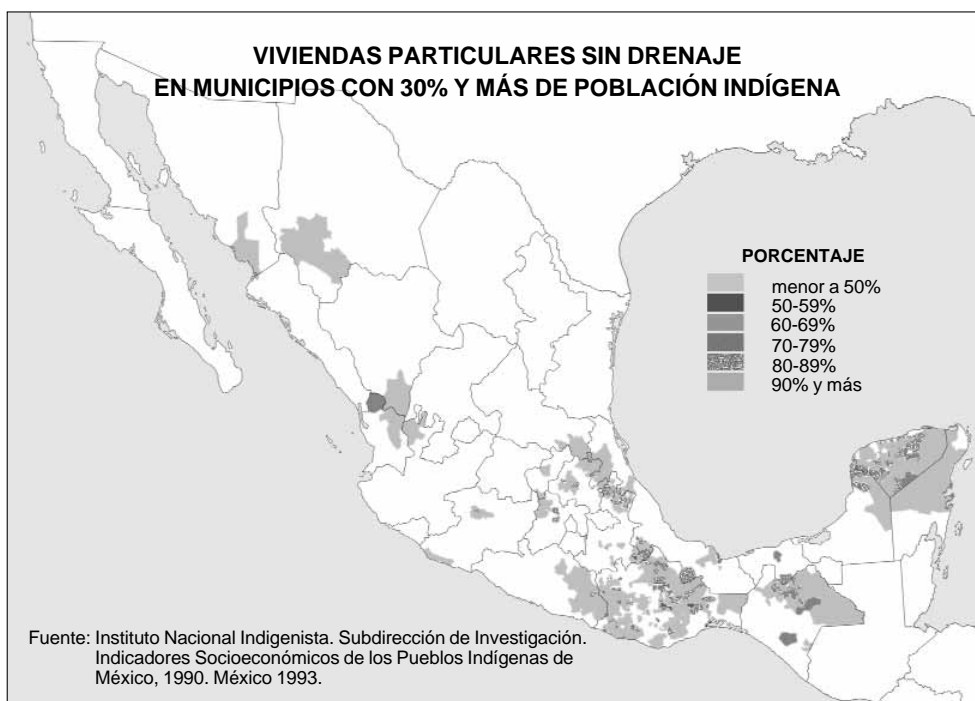 VIVIENDAS PARTICULARES SIN DRENAJE
EN MUNICIPIOS CON 30% Y MÁS DE POBLACIÓN INDÍGENA
PORCENTAJE
menor a 50%
50-59%
60-69%
70-79%
80-89%
90% y más
Fuente: Instituto Nacional Indigenista. Subdirección de Investigación.
Indicadores Socioeconómicos de los Pueblos Indígenas de
México, 1990. México 1993.